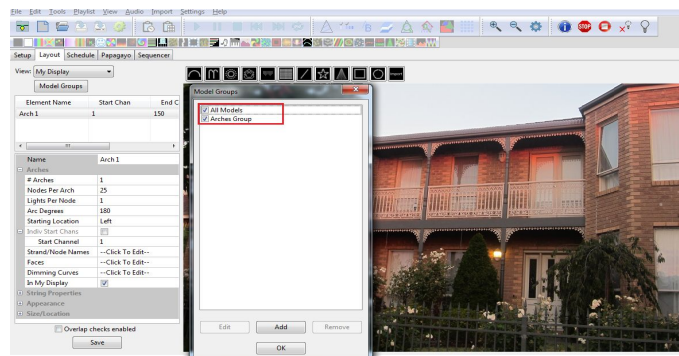 File Edit Tools Playlist View Audio Import Settings Help
Setup Layout Schedule Papagayo Sequencer
View: My Display
Model Groups
Element Name Start Chan End C
Arch 1 1 150
Name Arch 1
Arches
# Arches 1
Nodes Per Arch 25
Lights Per Node 1
Arc Degrees 180
Starting Location Left
Indiv Start Chans
Start Channel 1
Strand/Node Names --Click To Edit--
Faces --Click To Edit--
Dimming Curves --Click To Edit--
In My Display
String Properties
Appearance
Size/Location
Overlap checks enabled
Save
Model Groups
All Models
Arches Group
Edit Add Remove
OK